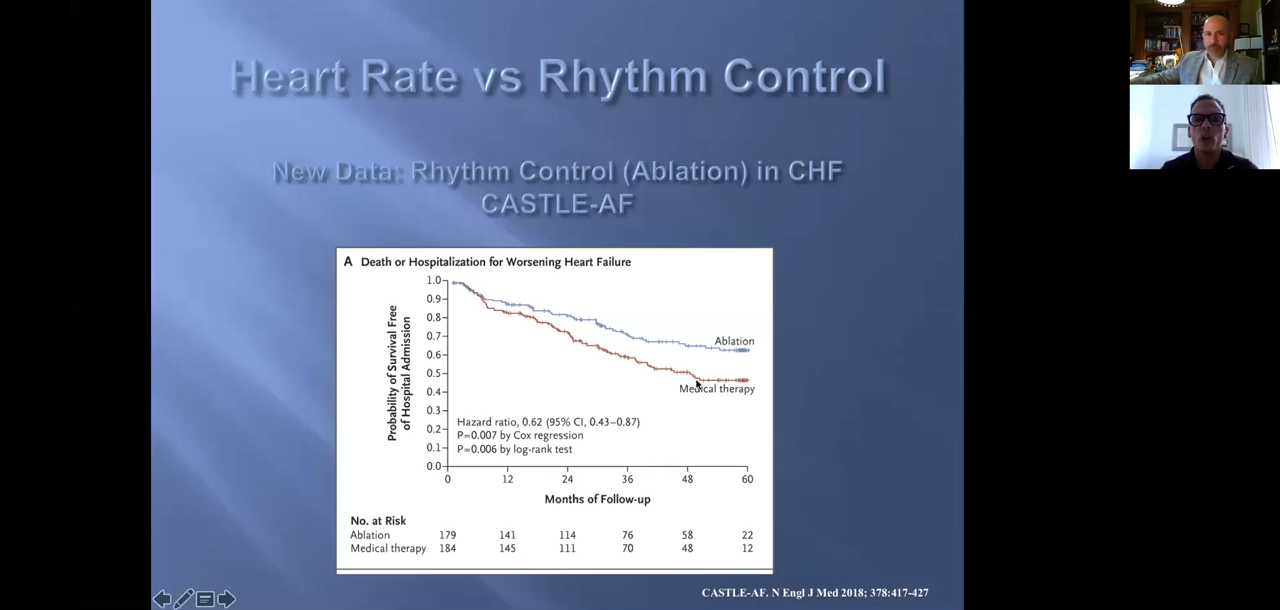 Heart Rate vs Rhythm Control
New Data: Rhythm Control (Ablation) in CHF
CASTLE-AF
A Death or Hospitalization for Worsening Heart Failure
Probability of Survival Free
of Hospital Admission
1.0
0.9
0.8
0.7
0.6
0.5
0.4
0.3
0.2
0.1
0.0
Ablation
Medical therapy
Hazard ratio, 0.62 (95% CI, 0.43–0.87)
P=0.007 by Cox regression
P=0.006 by log-rank test
0 12 24 36 48 60
Months of Follow-up
No. at Risk
Ablation 179 141 114 76 58 22
Medical therapy 184 145 111 70 48 12
CASTLE-AF. N Engl J Med 2018; 378:417-427